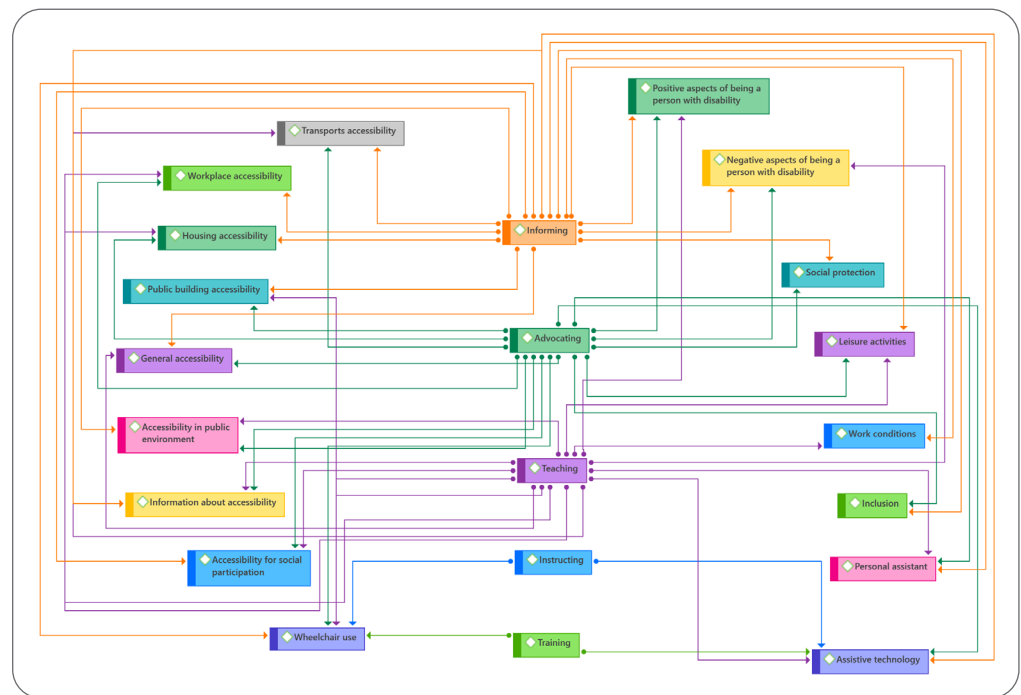 Positive aspects of being a
person with disability
Transports accessibility
Negative aspects of being a
person with disability
Workplace accessibility
Informing
Housing accessibility
Social protection
Public building accessibility
Advocating
Leisure activities
General accessibility
Accessibility in public
environment
Work conditions
Teaching
Information about accessibility
Inclusion
Accessibility for social
participation
Instructing
Personal assistant
Wheelchair use
Training
Assistive technology